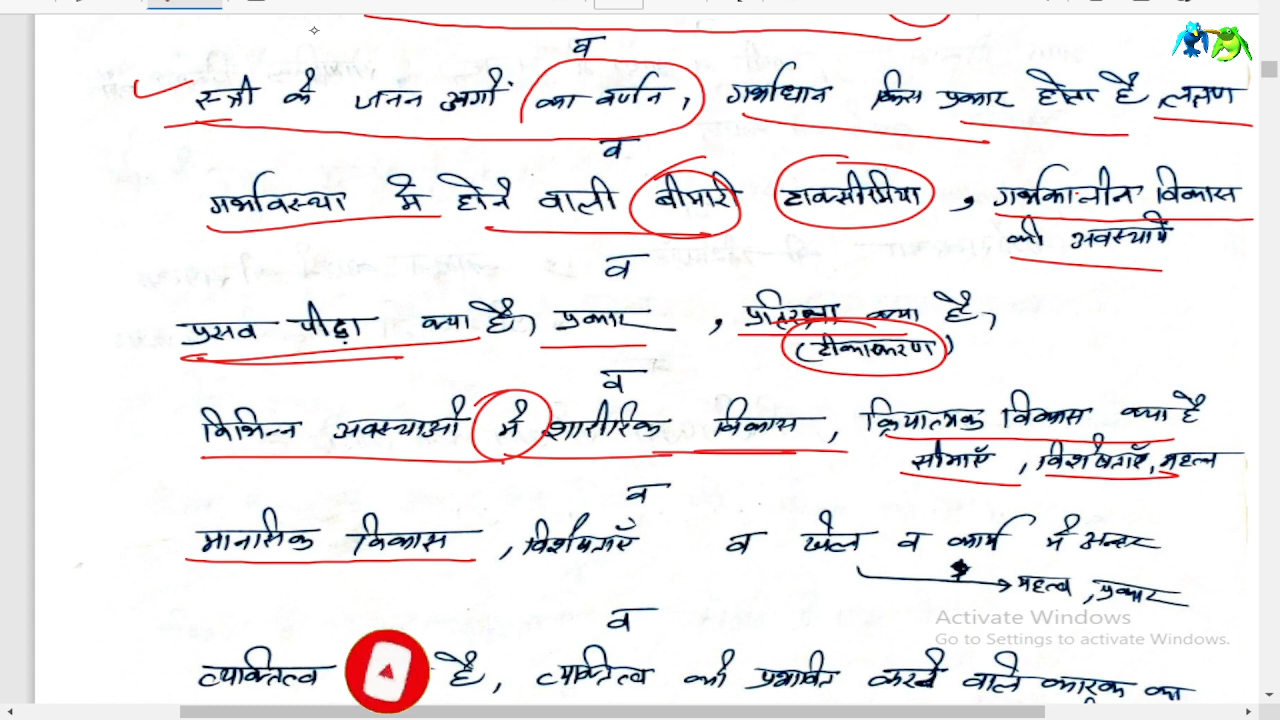 व
स्त्री के जनन अंगों का वर्णन, गर्भाधान किस प्रकार होता है लक्षण
व
गर्भावस्था में होने वाली बीमारी टाक्सीमिया, गर्भकालीन विकास
की अवस्थायें
व
प्रसव पीड़ा क्या है, प्रकार, प्रतिरक्षा क्या है,
(टीकाकरण)
व
विभिन्न अवस्थाओं में शारीरिक विकास, क्रियात्मक विकास क्या है
सीमाएँ, विशेषताएँ, महत्व
व
मानसिक विकास, विशेषताएँ व खेल व कार्य में अन्तर
महत्व, प्रकार
Activate Windows
Go to Settings to activate Windows.
व
व्यक्तित्व है, व्यक्तित्व को प्रभावित करने वाले कारक का